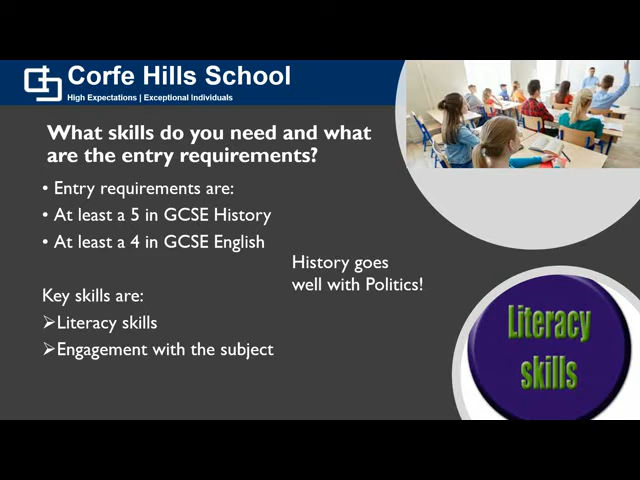 Corfe Hills School
High Expectations | Exceptional Individuals
What skills do you need and what
are the entry requirements?
• Entry requirements are:
• At least a 5 in GCSE History
• At least a 4 in GCSE English
History goes
well with Politics!
Key skills are:
➢Literacy skills
➢Engagement with the subject
Literacy
skills